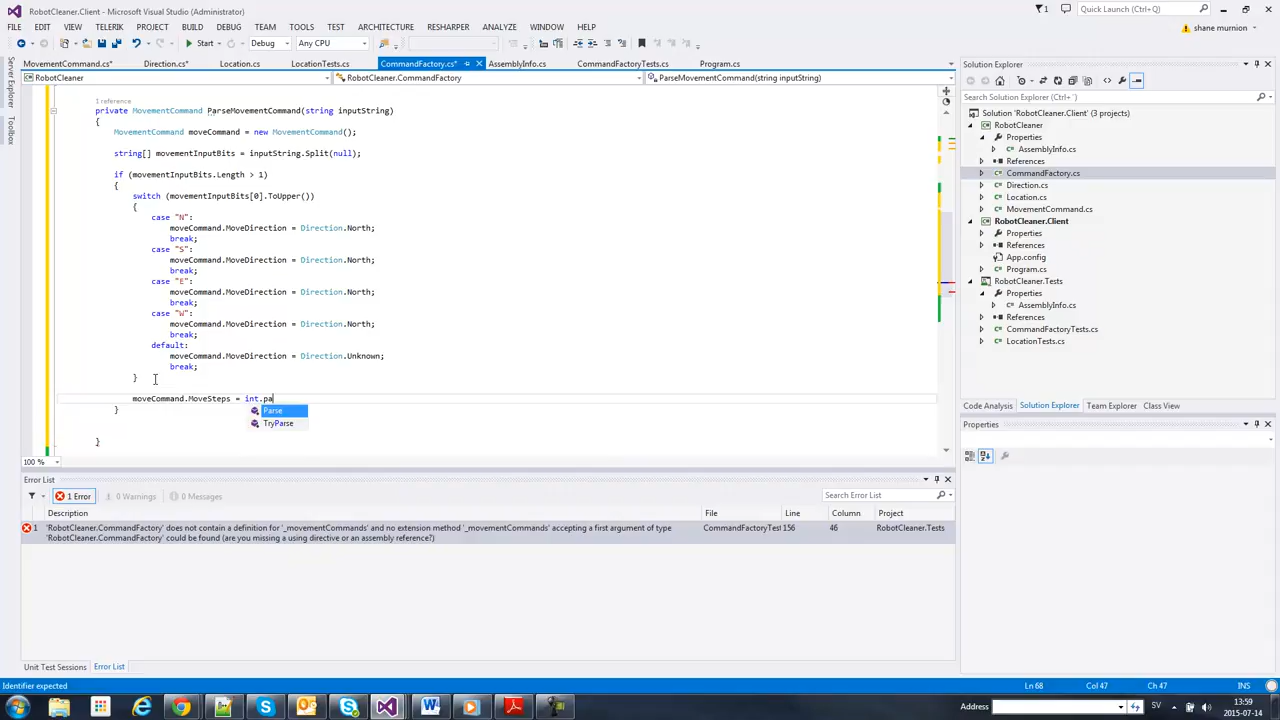 RobotCleaner.Client - Microsoft Visual Studio (Administrator)
1
Quick Launch (Ctrl+Q)
FILE EDIT VIEW TELERIK PROJECT BUILD DEBUG TEAM TOOLS TEST ARCHITECTURE RESHARPER ANALYZE WINDOW HELP
shane murnion
Start Debug Any CPU
Server Explorer
Toolbox
MovementCommand.cs* Direction.cs* Location.cs LocationTests.cs CommandFactory.cs* AssemblyInfo.cs CommandFactoryTests.cs Program.cs
RobotCleaner RobotCleaner.CommandFactory ParseMovementCommand(string inputString)
1 reference
private MovementCommand ParseMovementCommand(string inputString)
{
MovementCommand moveCommand = new MovementCommand();
string[] movementInputBits = inputString.Split(null);
if (movementInputBits.Length > 1)
{
switch (movementInputBits[0].ToUpper())
{
case "N":
moveCommand.MoveDirection = Direction.North;
break;
case "S":
moveCommand.MoveDirection = Direction.North;
break;
case "E":
moveCommand.MoveDirection = Direction.North;
break;
case "W":
moveCommand.MoveDirection = Direction.North;
break;
default:
moveCommand.MoveDirection = Direction.Unknown;
break;
}
moveCommand.MoveSteps = int.pa
Parse
TryParse
}
}
100 %
Error List
1 Error 0 Warnings 0 Messages
Search Error List
Description File Line Column Project
1 'RobotCleaner.CommandFactory' does not contain a definition for '_movementCommands' and no extension method '_movementCommands' accepting a first argument of type CommandFactoryTest 156 46 RobotCleaner.Tests
'RobotCleaner.CommandFactory' could be found (are you missing a using directive or an assembly reference?)
Unit Test Sessions Error List
Solution Explorer
Search Solution Explorer (Ctrl+')
Solution 'RobotCleaner.Client' (3 projects)
RobotCleaner
Properties
AssemblyInfo.cs
References
CommandFactory.cs
Direction.cs
Location.cs
MovementCommand.cs
RobotCleaner.Client
Properties
References
App.config
Program.cs
RobotCleaner.Tests
Properties
AssemblyInfo.cs
References
CommandFactoryTests.cs
LocationTests.cs
Code Analysis Solution Explorer Team Explorer Class View
Properties
Identifier expected Ln 68 Col 47 Ch 47 INS
Address SV 13:59
2015-07-14